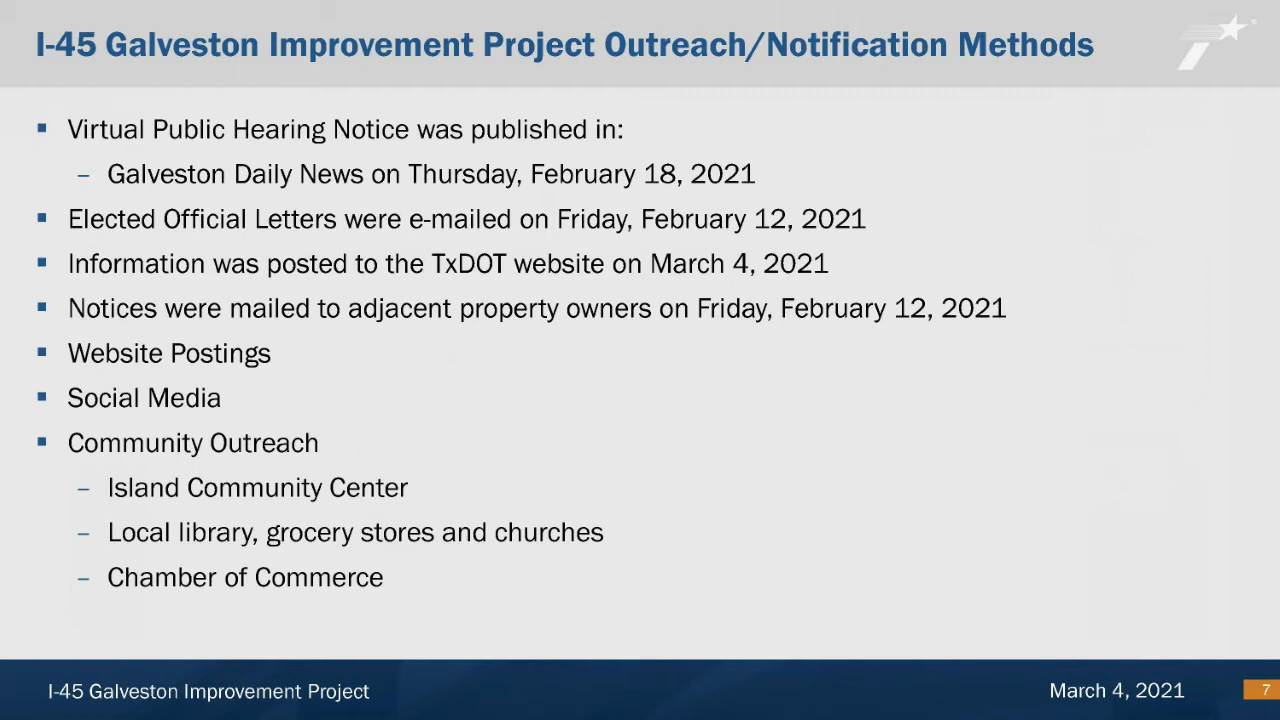 I-45 Galveston Improvement Project Outreach/Notification Methods
▪ Virtual Public Hearing Notice was published in:
– Galveston Daily News on Thursday, February 18, 2021
▪ Elected Official Letters were e-mailed on Friday, February 12, 2021
▪ Information was posted to the TxDOT website on March 4, 2021
▪ Notices were mailed to adjacent property owners on Friday, February 12, 2021
▪ Website Postings
▪ Social Media
▪ Community Outreach
– Island Community Center
– Local library, grocery stores and churches
– Chamber of Commerce
I-45 Galveston Improvement Project
March 4, 2021
7